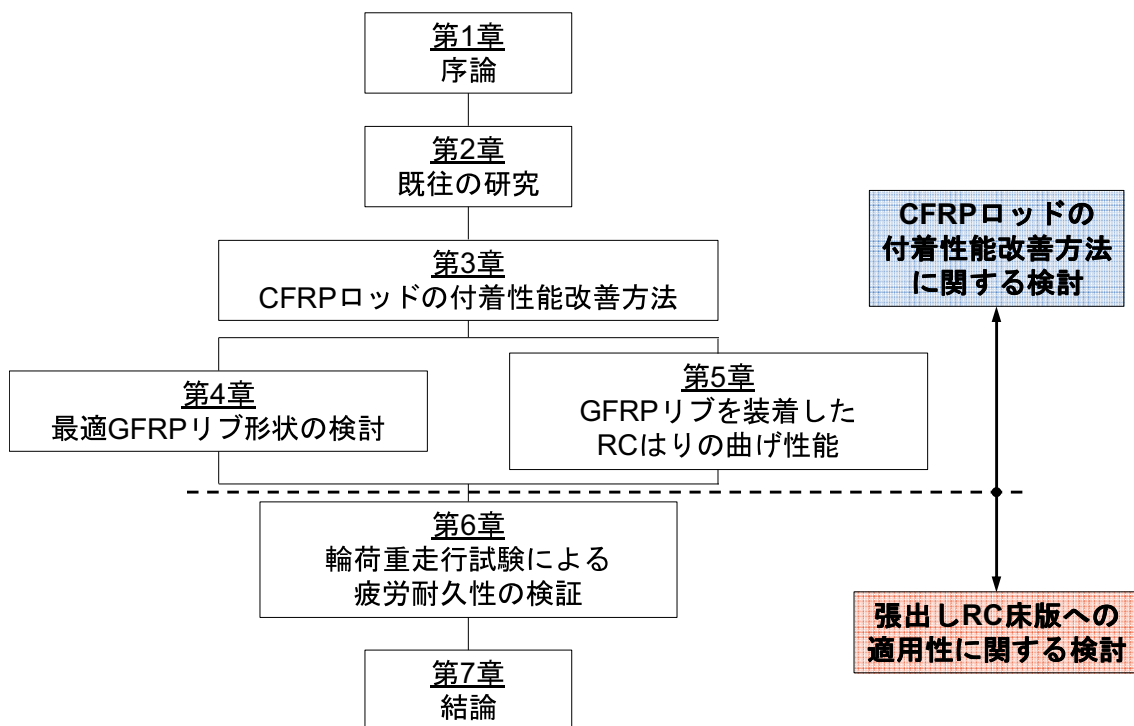 第1章
序論
第2章
既往の研究
第3章
CFRPロッドの付着性能改善方法
第4章
最適GFRPリブ形状の検討
第5章
GFRPリブを装着した
RCはりの曲げ性能
第6章
輪荷重走行試験による
疲労耐久性の検証
第7章
結論
CFRPロッドの
付着性能改善方法
に関する検討
張出しRC床版への
適用性に関する検討